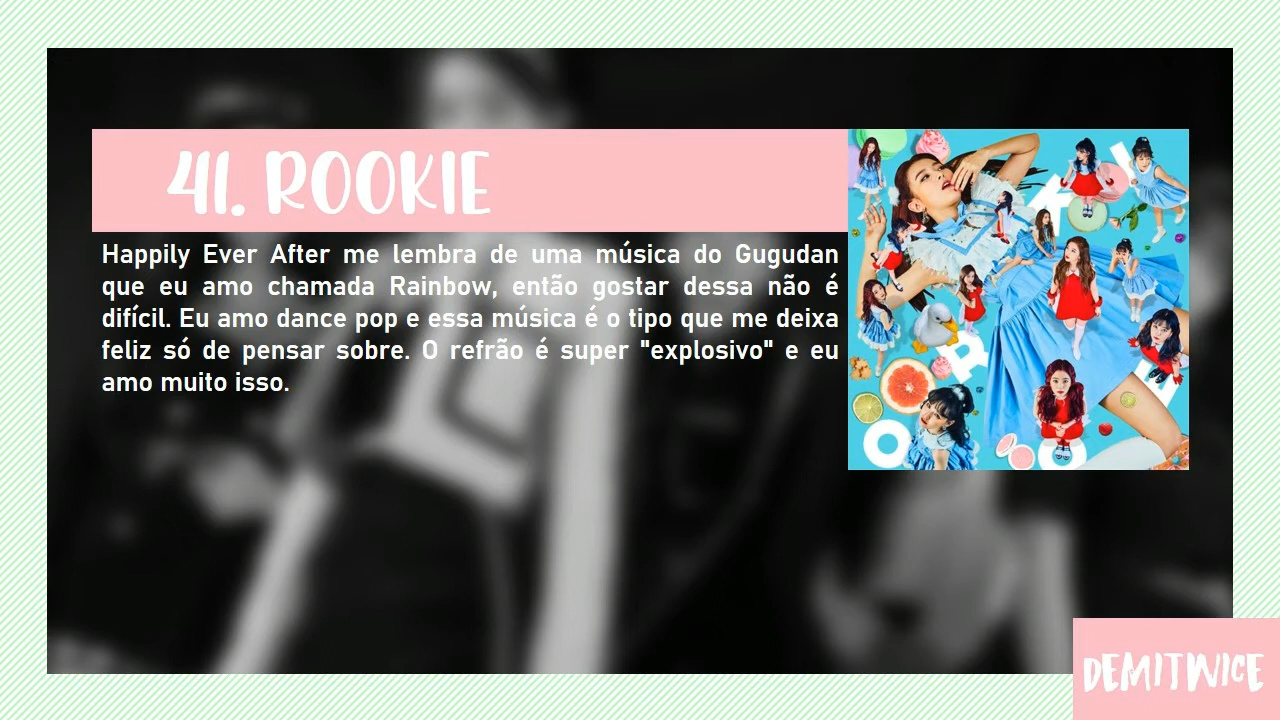 41. ROOKIE
Happily Ever After me lembra de uma música do Gugudan
que eu amo chamada Rainbow, então gostar dessa não é
difícil. Eu amo dance pop e essa música é o tipo que me deixa
feliz só de pensar sobre. O refrão é super "explosivo" e eu
amo muito isso.
DEMITWICE